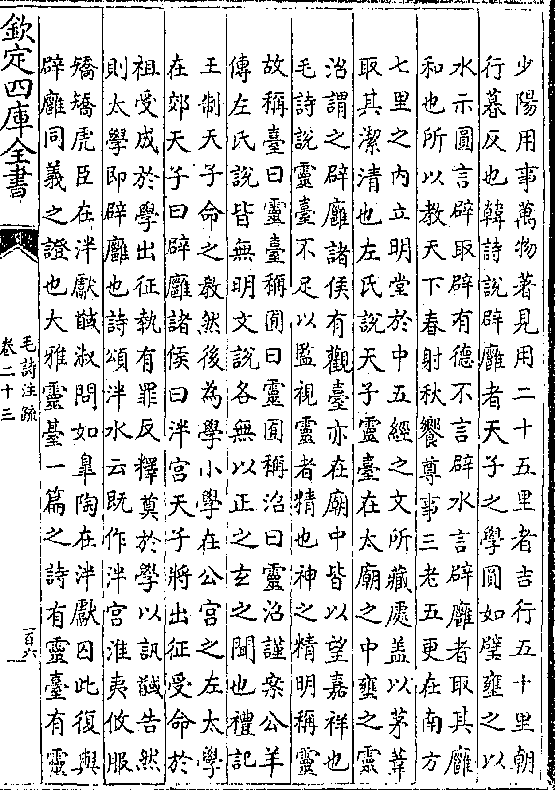 少陽用事萬物著見用二十五里者吉行五十里朝
行暮反也韓詩說辟廱者天子之學圓如璧壅之以
水示圓言辟取辟有德不言辟水言辟廱者取其廱
和也所以教天下春射秋饗尊事三老五更在南方
七里之內立明堂於中五經之文所藏處盖以茅葦
取其潔清也左氏說天子靈臺在太廟之中壅之靈
沼謂之辟廱諸侯有觀臺亦在廟中皆以望嘉祥也
毛詩說靈臺不足以監視靈者精也神之精明稱靈
故稱臺曰靈臺稱囿曰靈囿稱沼曰靈沼謹案公羊
傳左氏說皆無明文說各無以正之玄之聞也禮記
王制天子命之教然後為學小學在公宮之左太學
在郊天子曰辟廱諸侯曰泮宮天子將出征受命於
祖受成於學出征執有罪反釋奠於學以訊馘告然
則太學即辟廱也詩頌泮水云既作泮宮淮夷攸服
矯矯虎臣在泮獻馘淑問如臯陶在泮獻囚此復與
辟廱同義之證也大雅靈臺一篇之詩有靈臺有靈
欽定四庫全書
毛詩注疏
卷二十三
百六